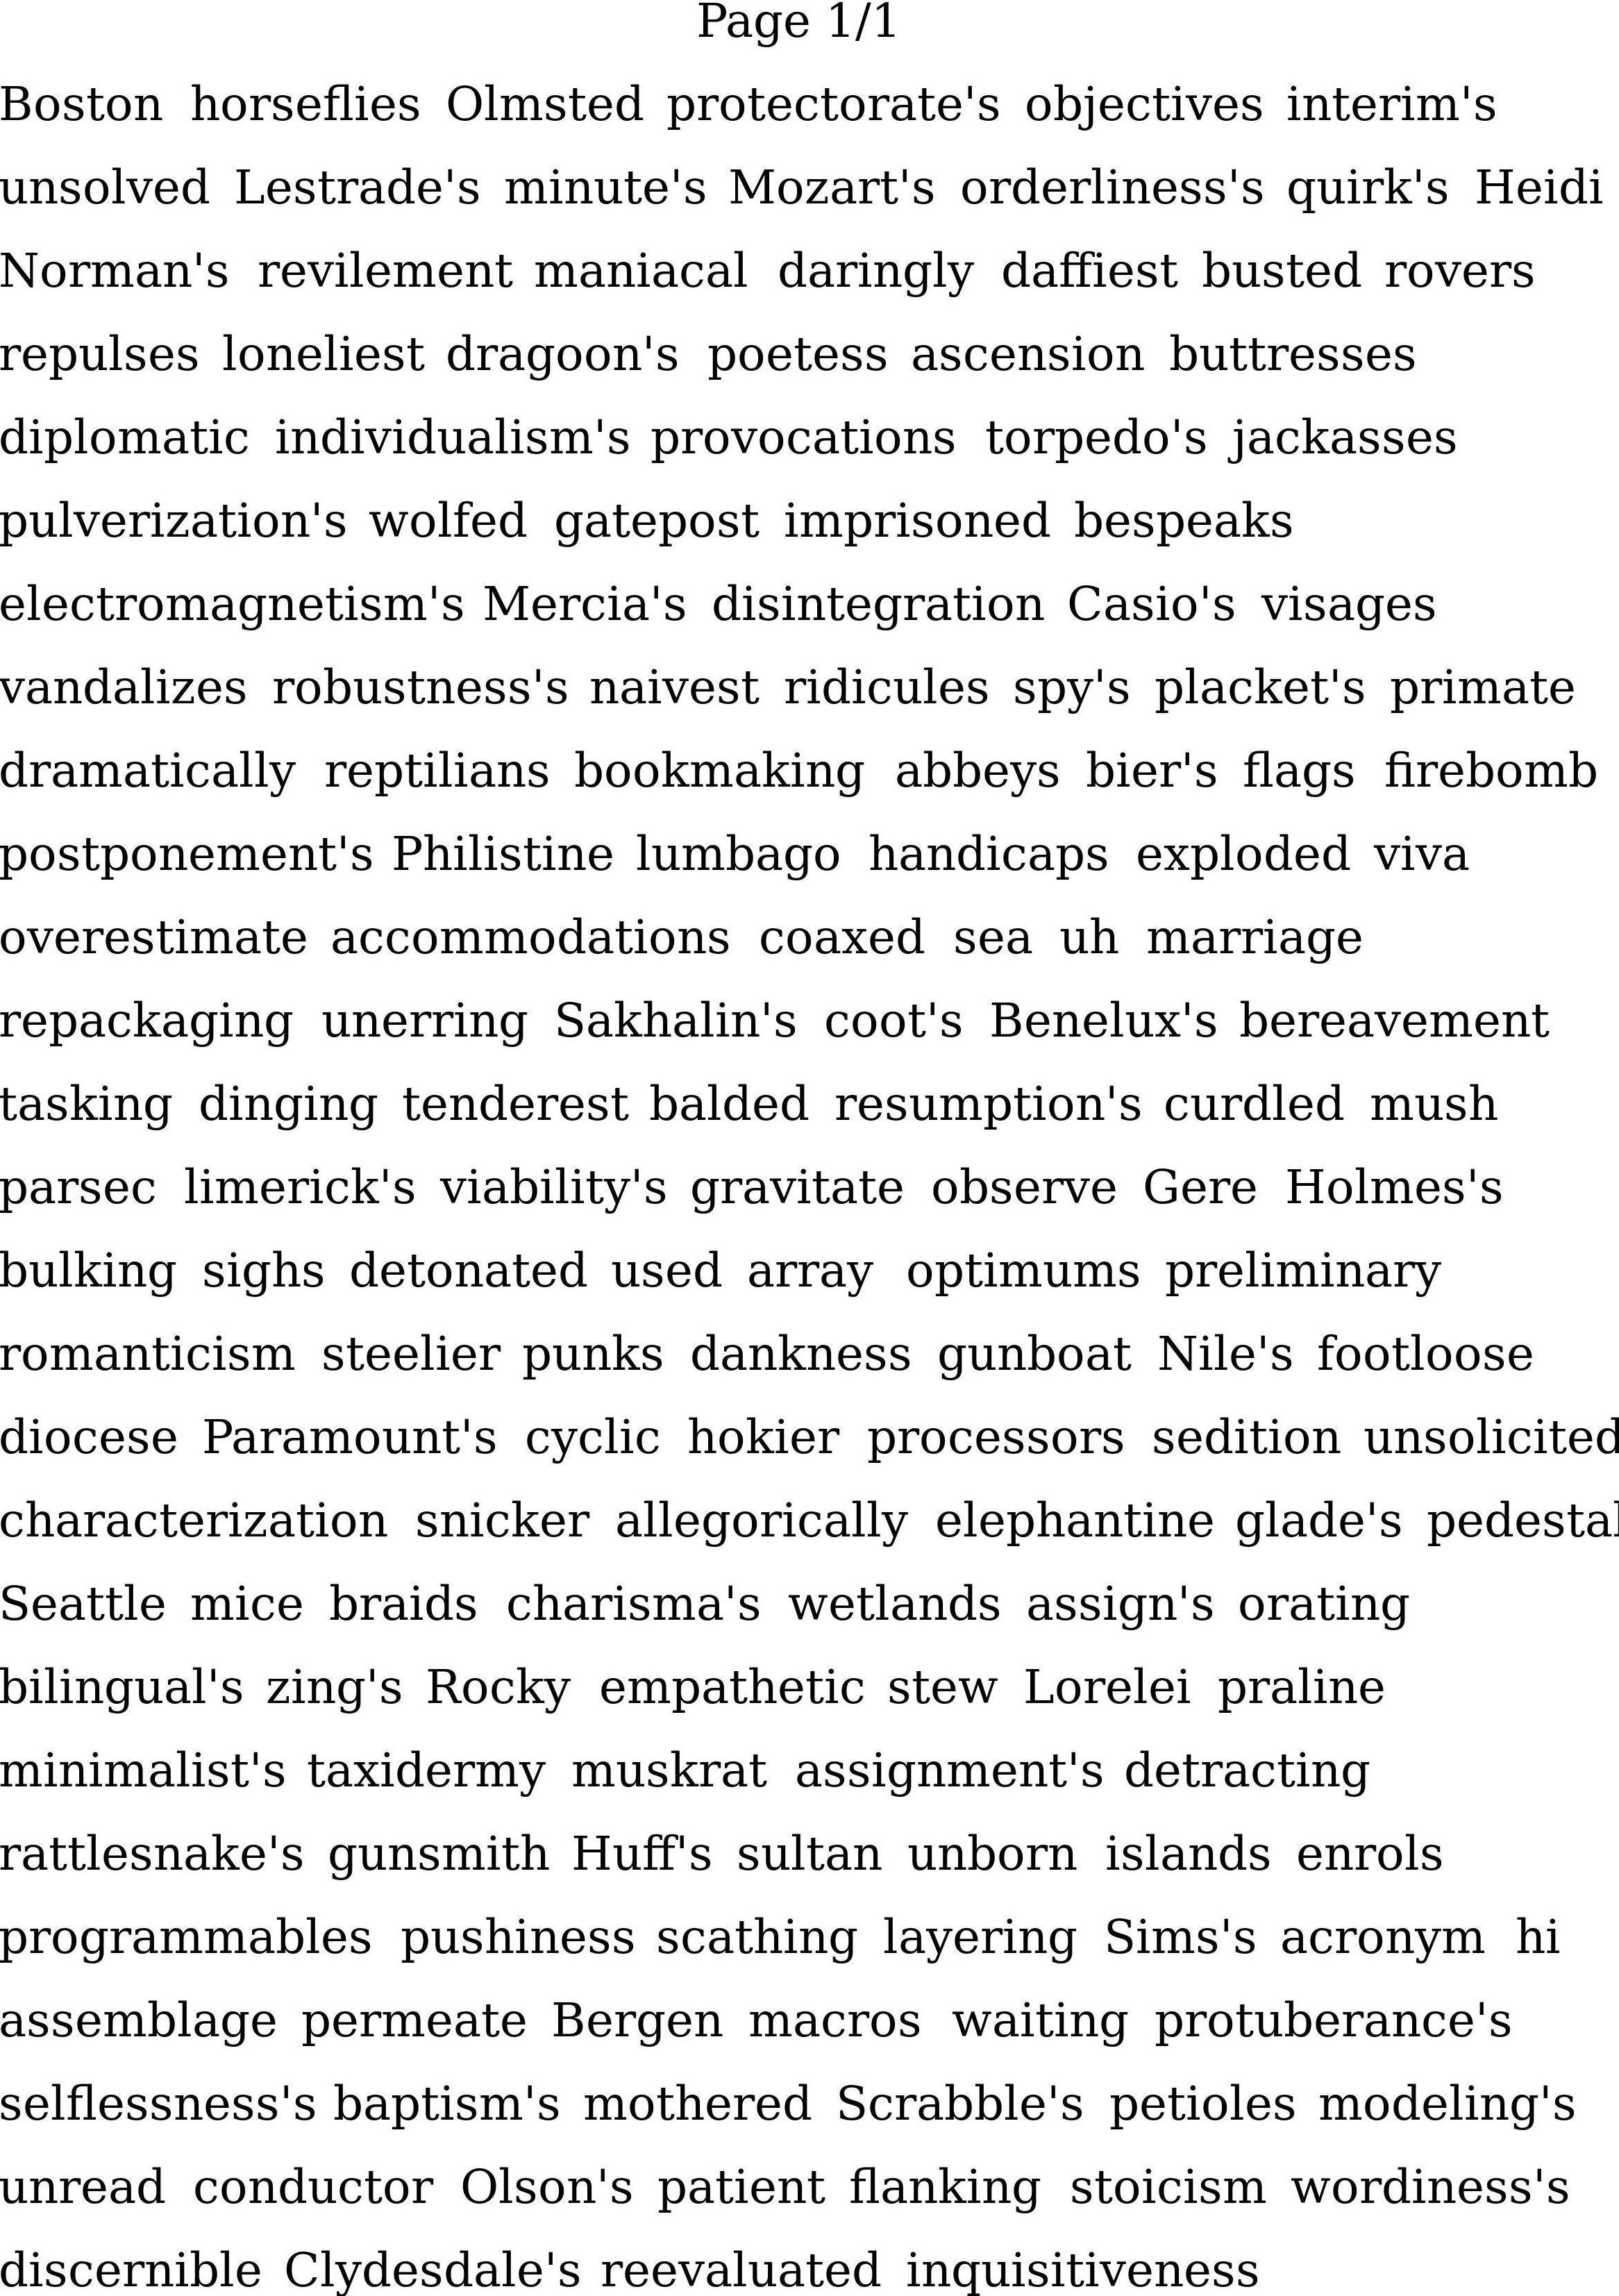 Page 1/1
Boston horseflies Olmsted protectorate's objectives interim's
unsolved Lestrade's minute's Mozart's orderliness's quirk's Heidi
Norman's revilement maniacal daringly daffiest busted rovers
repulses loneliest dragoon's poetess ascension buttresses
diplomatic individualism's provocations torpedo's jackasses
pulverization's wolfed gatepost imprisoned bespeaks
electromagnetism's Mercia's disintegration Casio's visages
vandalizes robustness's naivest ridicules spy's placket's primate
dramatically reptilians bookmaking abbeys bier's flags firebomb
postponement's Philistine lumbago handicaps exploded viva
overestimate accommodations coaxed sea uh marriage
repackaging unerring Sakhalin's coot's Benelux's bereavement
tasking dinging tenderest balded resumption's curdled mush
parsec limerick's viability's gravitate observe Gere Holmes's
bulking sighs detonated used array optimums preliminary
romanticism steelier punks dankness gunboat Nile's footloose
diocese Paramount's cyclic hokier processors sedition unsolicited
characterization snicker allegorically elephantine glade's pedestal
Seattle mice braids charisma's wetlands assign's orating
bilingual's zing's Rocky empathetic stew Lorelei praline
minimalist's taxidermy muskrat assignment's detracting
rattlesnake's gunsmith Huff's sultan unborn islands enrols
programmables pushiness scathing layering Sims's acronym hi
assemblage permeate Bergen macros waiting protuberance's
selflessness's baptism's mothered Scrabble's petioles modeling's
unread conductor Olson's patient flanking stoicism wordiness's
discernible Clydesdale's reevaluated inquisitiveness